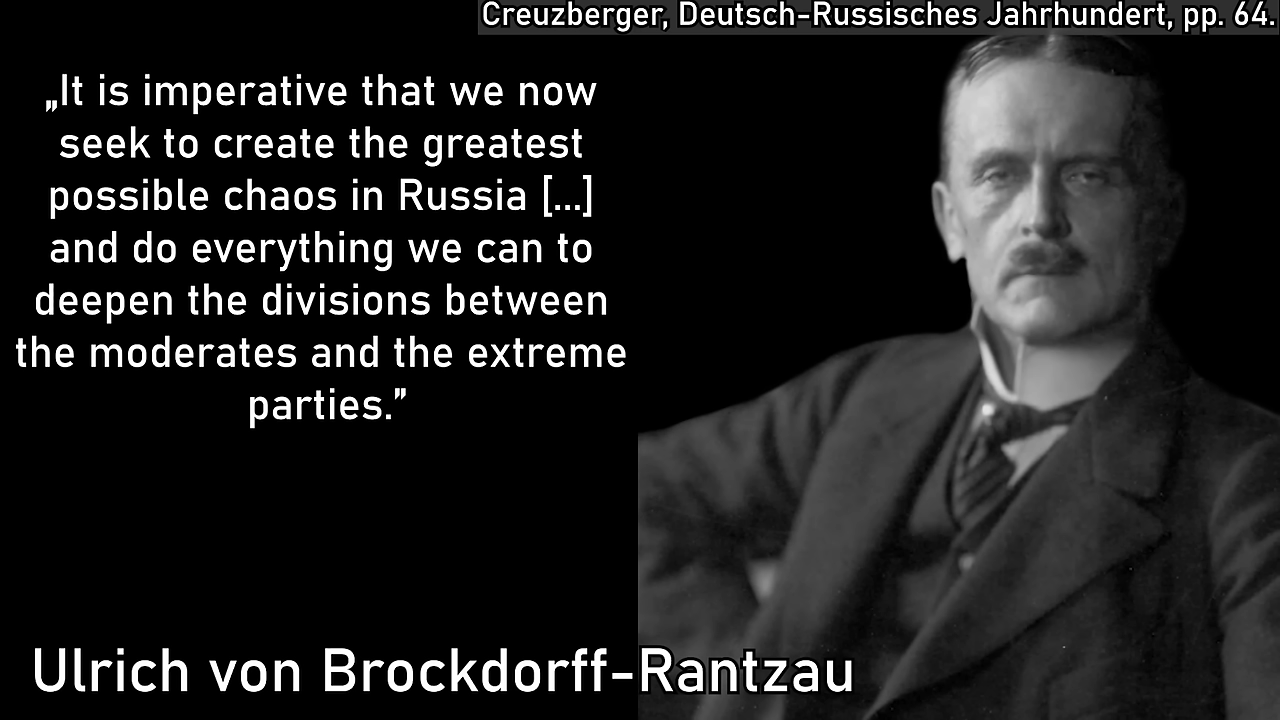 Creuzberger, Deutsch-Russisches Jahrhundert, pp. 64.
„It is imperative that we now
seek to create the greatest
possible chaos in Russia [...]
and do everything we can to
deepen the divisions between
the moderates and the extreme
parties.”
Ulrich von Brockdorff-Rantzau